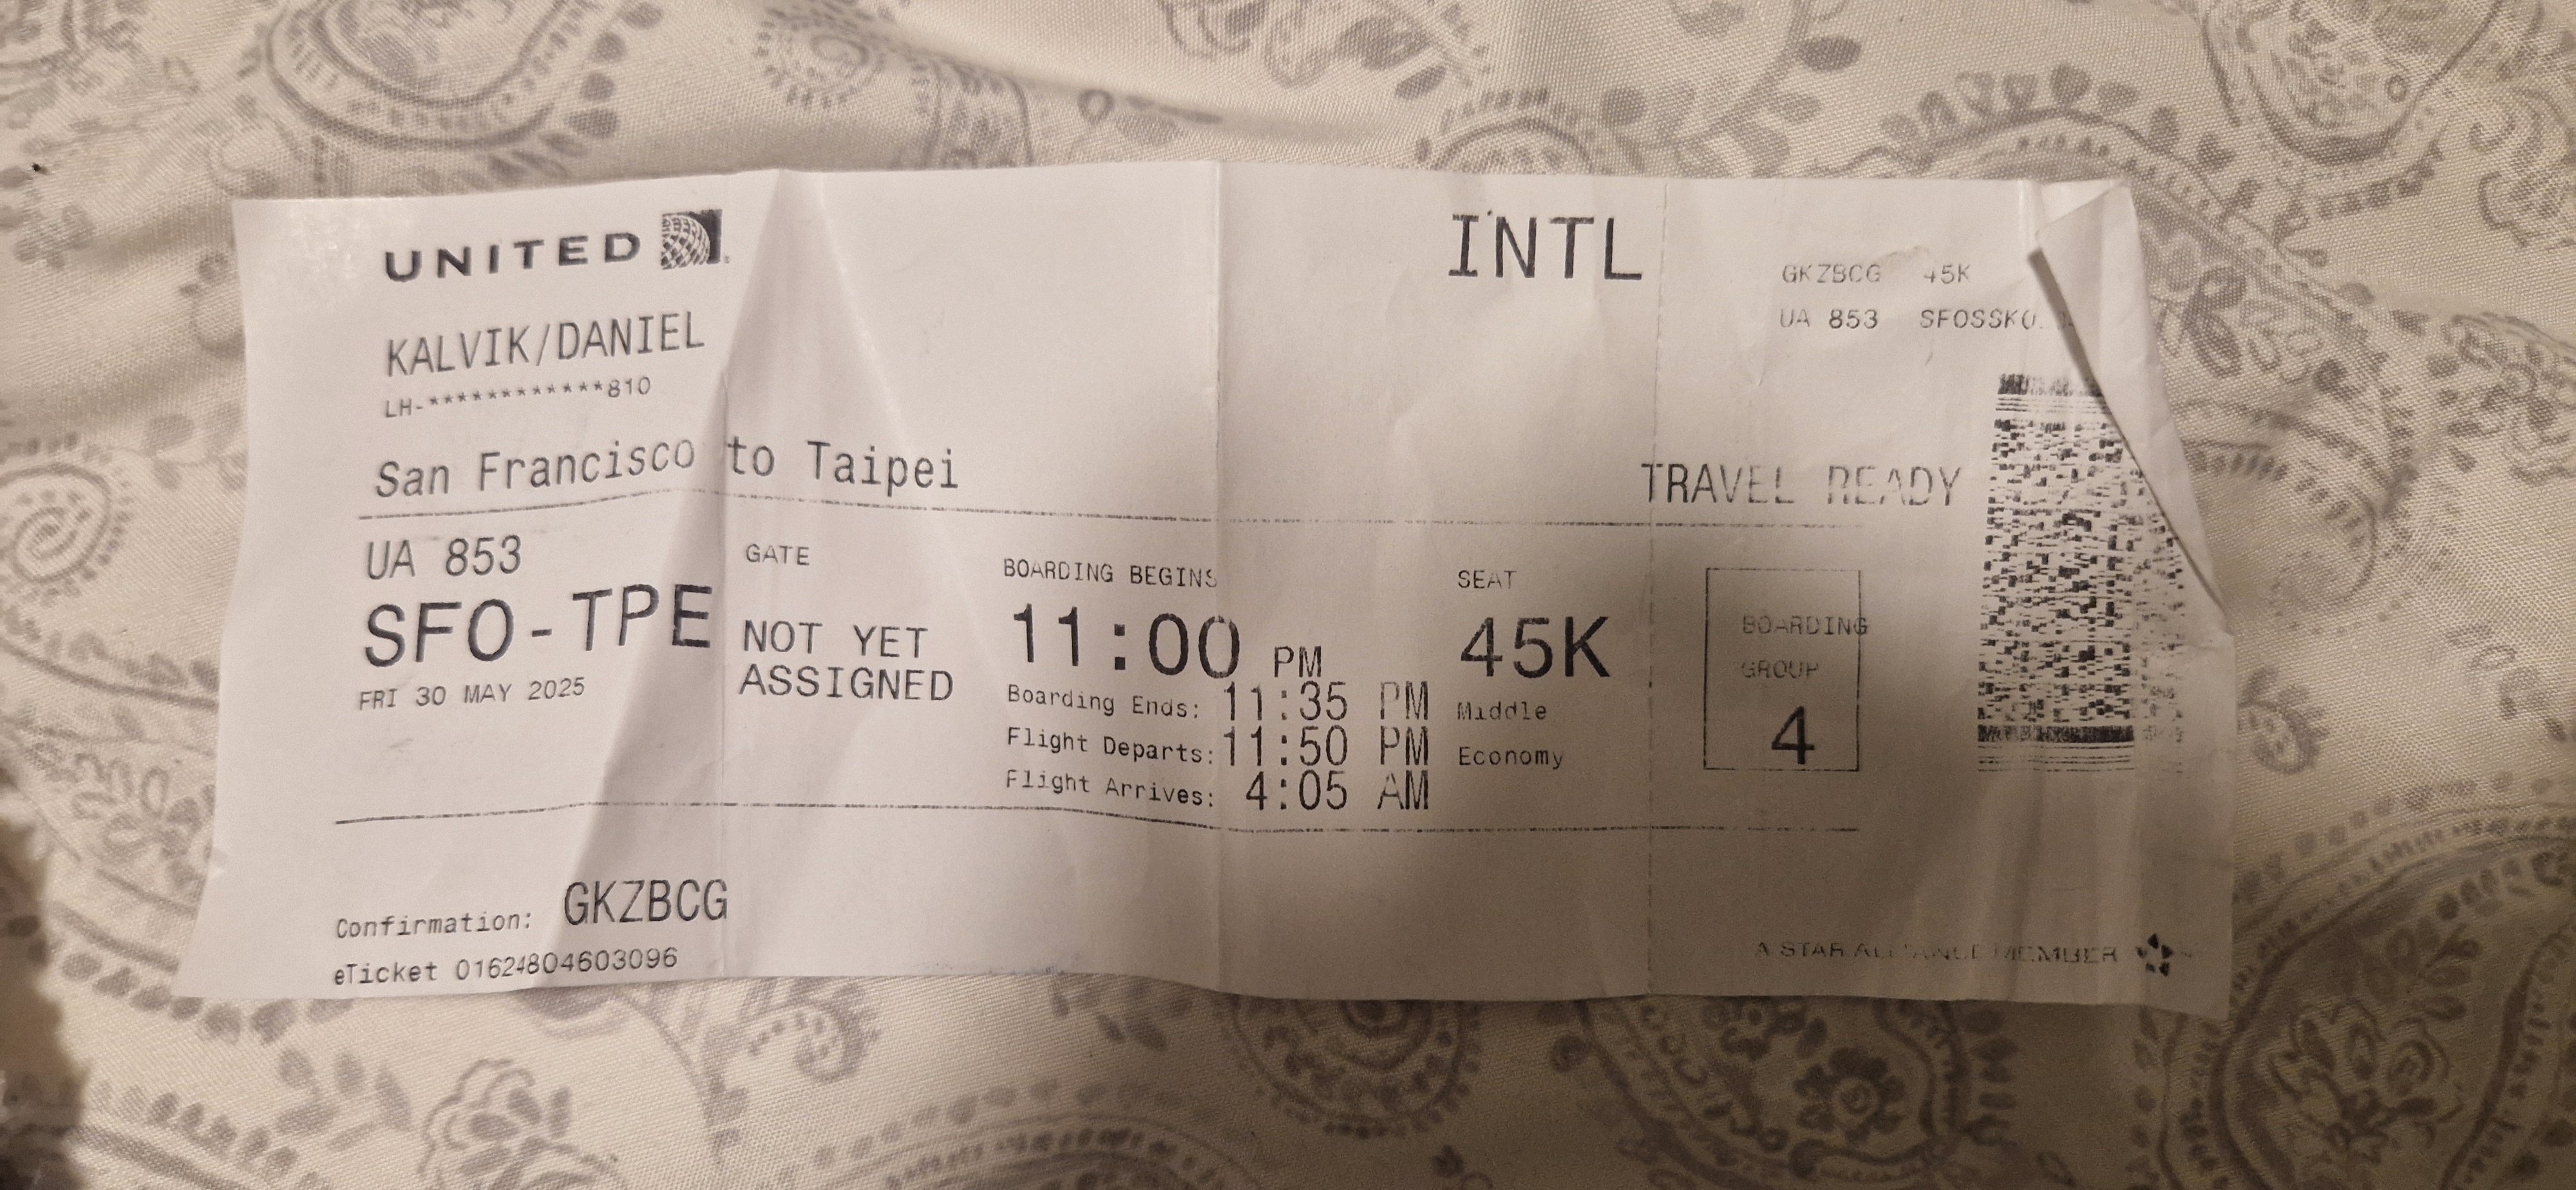 UNITED
INTL
KALVIK/DANIEL
LH-************810
GKZBCG 45K
UA 853 SFOSSKO
San Francisco to Taipei
TRAVEL READY
UA 853
SFO-TPE
FRI 30 MAY 2025
GATE
NOT YET
ASSIGNED
BOARDING BEGINS
11:00 PM
Boarding Ends: 11:35 PM
Flight Departs: 11:50 PM
Flight Arrives: 4:05 AM
SEAT
45K
Middle
Economy
BOARDING
GROUP
4
Confirmation: GKZBCG
eTicket 0162480460309​6
A STAR ALLIANCE MEMBER